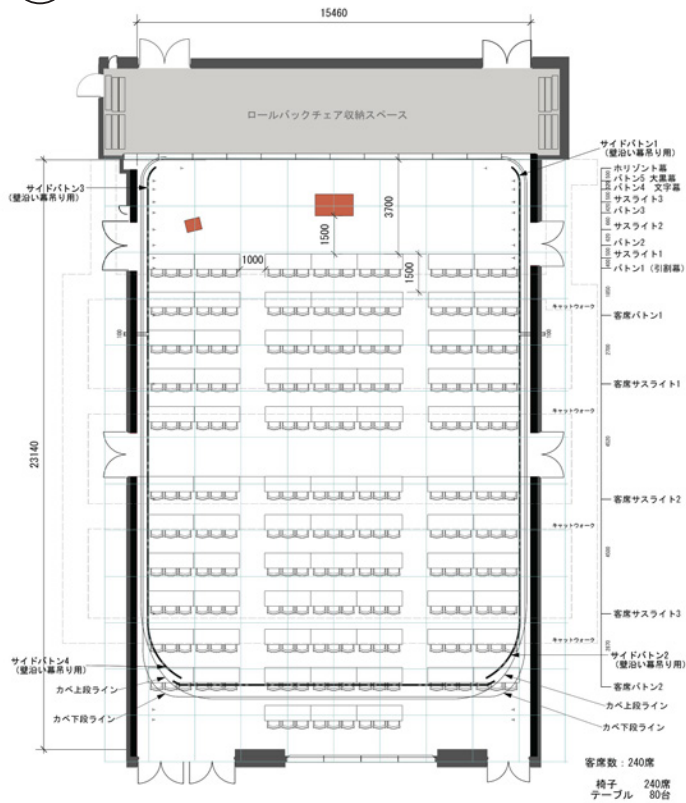 15460
ロールバックチェア収納スペース
サイドバトン1
(壁沿い幕吊り用)
ホリゾント幕
バトン5 大黒幕
バトン4 文字幕
サスライト3
バトン3
サスライト2
バトン2
サスライト1
バトン1 (引割幕)
サイドバトン3
(壁沿い幕吊り用)
3700
1500
1000
1500
キャットウォーク
客席バトン1
100
100
客席サスライト1
キャットウォーク
23140
客席サスライト2
キャットウォーク
客席サスライト3
キャットウォーク
サイドバトン4
(壁沿い幕吊り用)
サイドバトン2
(壁沿い幕吊り用)
カベ上段ライン
客席バトン2
カベ上段ライン
カベ下段ライン
カベ下段ライン
客席数：240席
椅子 240席
テーブル 80台